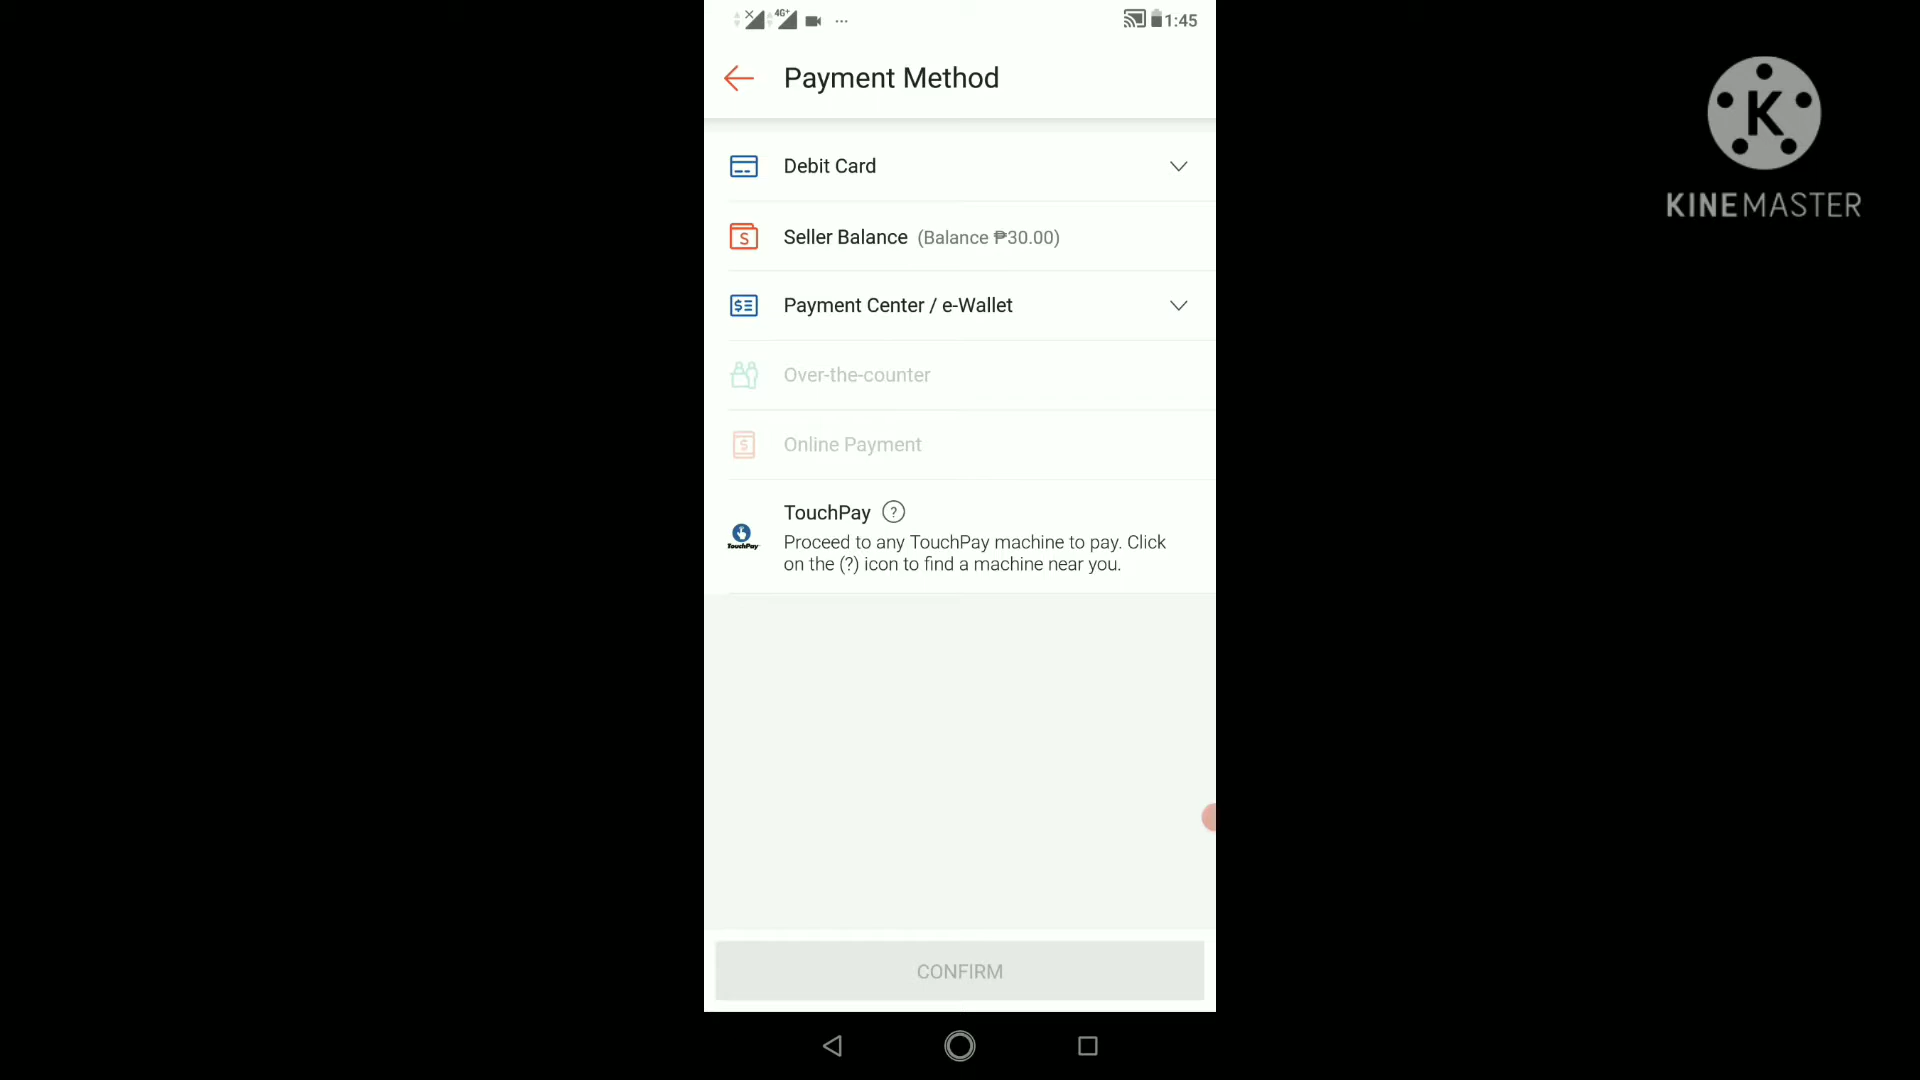 4G+
1:45
Payment Method
K
KINEMASTER
Debit Card
Seller Balance (Balance ₱30.00)
Payment Center / e-Wallet
Over-the-counter
Online Payment
TouchPay ?
TouchPay
Proceed to any TouchPay machine to pay. Click
on the (?) icon to find a machine near you.
CONFIRM